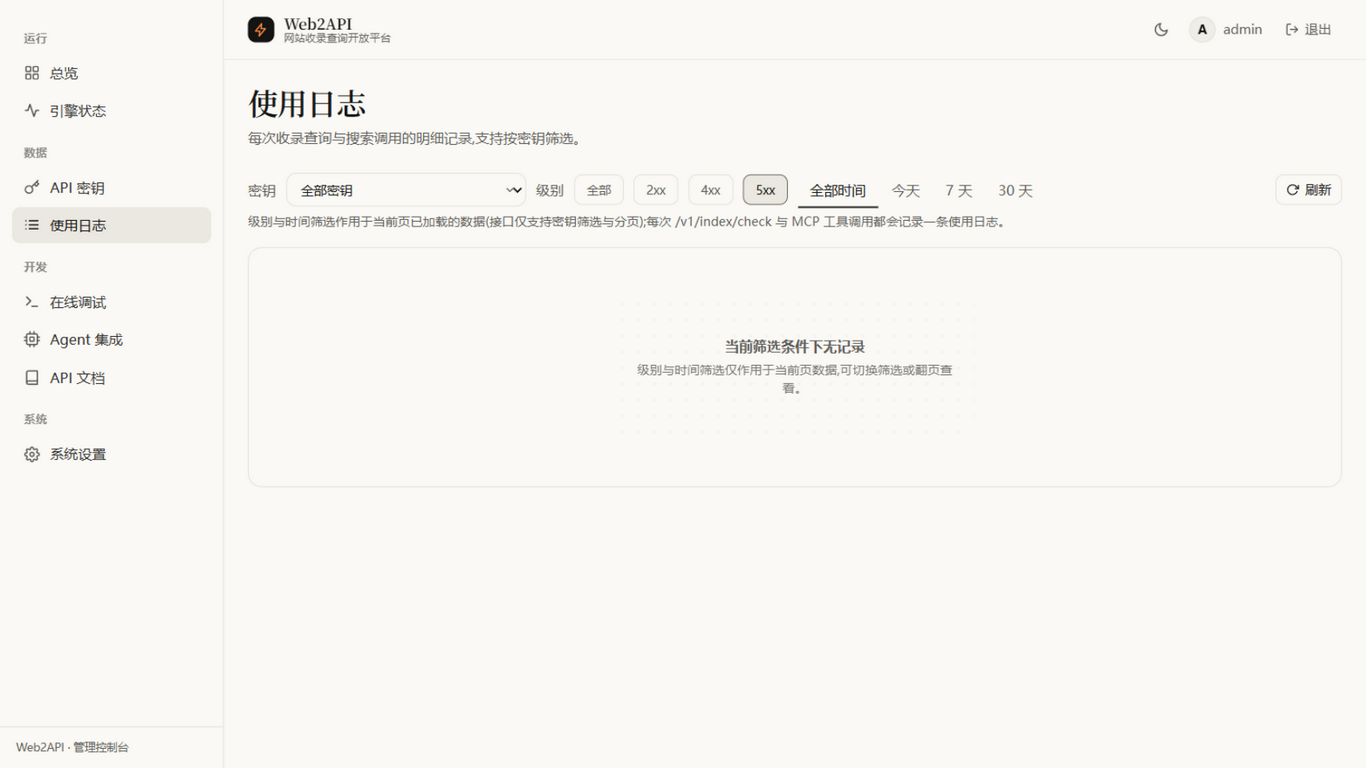 运行
总览
引擎状态
数据
API 密钥
使用日志
开发
在线调试
Agent 集成
API 文档
系统
系统设置
Web2API · 管理控制台
Web2API
网站收录查询开放平台
A admin 退出
使用日志
每次收录查询与搜索调用的明细记录,支持按密钥筛选。
密钥 全部密钥 级别 全部 2xx 4xx 5xx 全部时间 今天 7 天 30 天 刷新
级别与时间筛选作用于当前页已加载的数据(接口仅支持密钥筛选与分页);每次 /v1/index/check 与 MCP 工具调用都会记录一条使用日志。
当前筛选条件下无记录
级别与时间筛选仅作用于当前页数据,可切换筛选或翻页查
看。